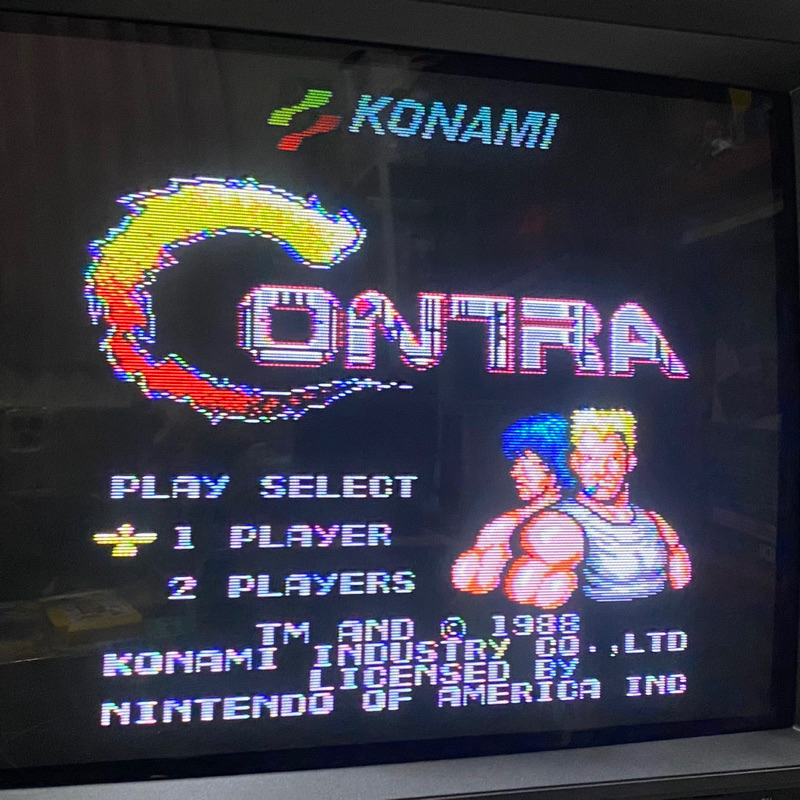 KONAMI
CONTRA
PLAY SELECT
1 PLAYER
2 PLAYERS
TM AND © 1988
KONAMI INDUSTRY CO.,LTD
LICENSED BY
NINTENDO OF AMERICA INC